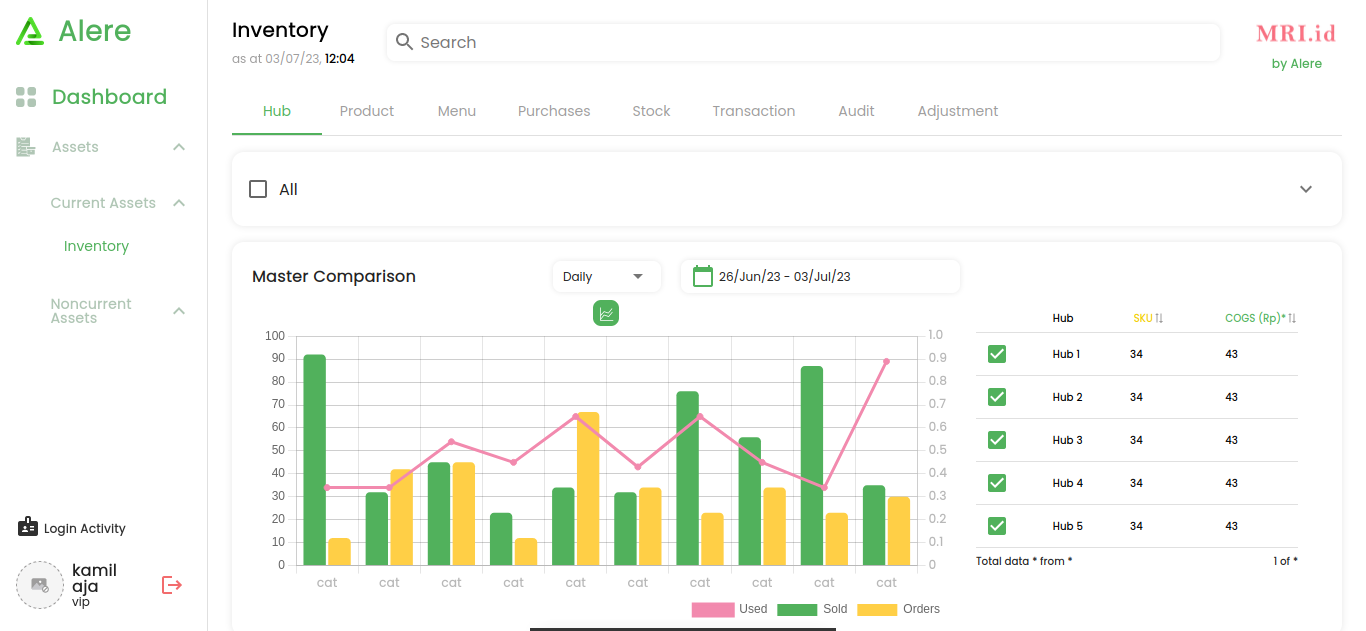 Alere
Dashboard
Assets
Current Assets
Inventory
Noncurrent
Assets
Login Activity
kamil
aja
vip
Inventory
as at 03/07/23, 12:04
Search
MRI.id
by Alere
Hub Product Menu Purchases Stock Transaction Audit Adjustment
All
Master Comparison
Daily
26/Jun/23 - 03/Jul/23
100 1.0
90 0.9
80 0.8
70 0.7
60 0.6
50 0.5
40 0.4
30 0.3
20 0.2
10 0.1
0 0
cat cat cat cat cat cat cat cat cat cat
Used Sold Orders
Hub SKU COGS (Rp)*
Hub 1 34 43
Hub 2 34 43
Hub 3 34 43
Hub 4 34 43
Hub 5 34 43
Total data * from * 1 of *